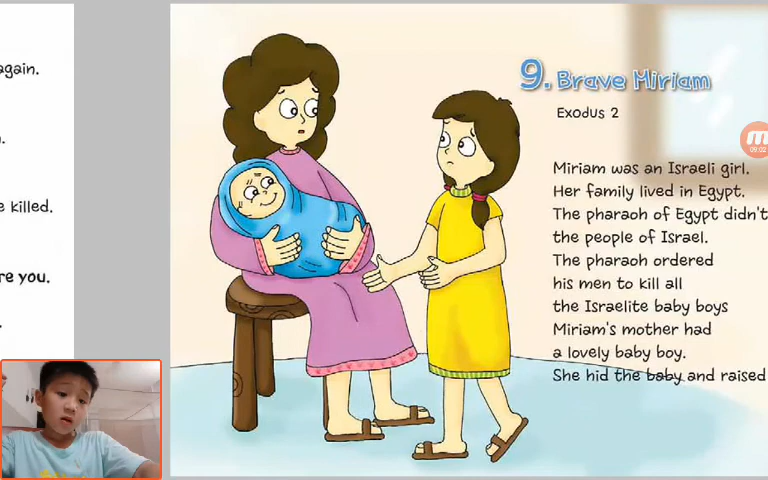 again.
e killed.
re you.
9. Brave Miriam
Exodus 2
Miriam was an Israeli girl.
Her family lived in Egypt.
The pharaoh of Egypt didn't
the people of Israel.
The pharaoh ordered
his men to kill all
the Israelite baby boys
Miriam's mother had
a lovely baby boy.
She hid the baby and raised
09:02